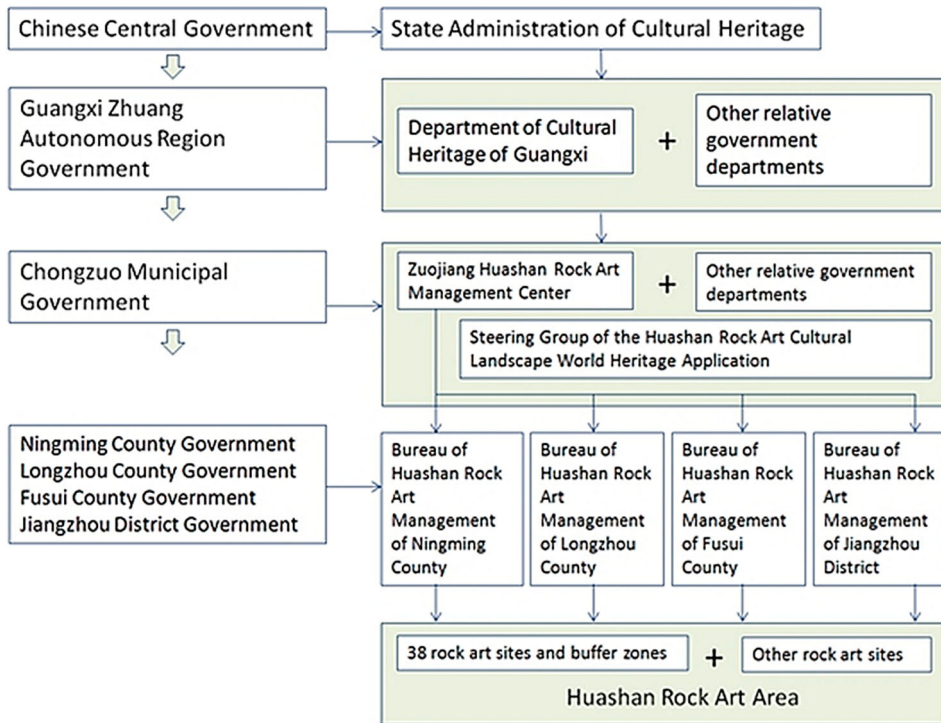 Chinese Central Government
State Administration of Cultural Heritage
Guangxi Zhuang
Autonomous Region
Government
Department of Cultural
Heritage of Guangxi
+
Other relative
government
departments
Chongzuo Municipal
Government
Zuojiang Huashan Rock Art
Management Center
+
Other relative government
departments
Steering Group of the Huashan Rock Art Cultural
Landscape World Heritage Application
Ningming County Government
Longzhou County Government
Fusui County Government
Jiangzhou District Government
Bureau of
Huashan Rock
Art
Management
of Ningming
County
Bureau of
Huashan Rock
Art
Management
of Longzhou
County
Bureau of
Huashan Rock
Art
Management
of Fusui
County
Bureau of
Huashan Rock
Art
Management
of Jiangzhou
District
38 rock art sites and buffer zones
+
Other rock art sites
Huashan Rock Art Area